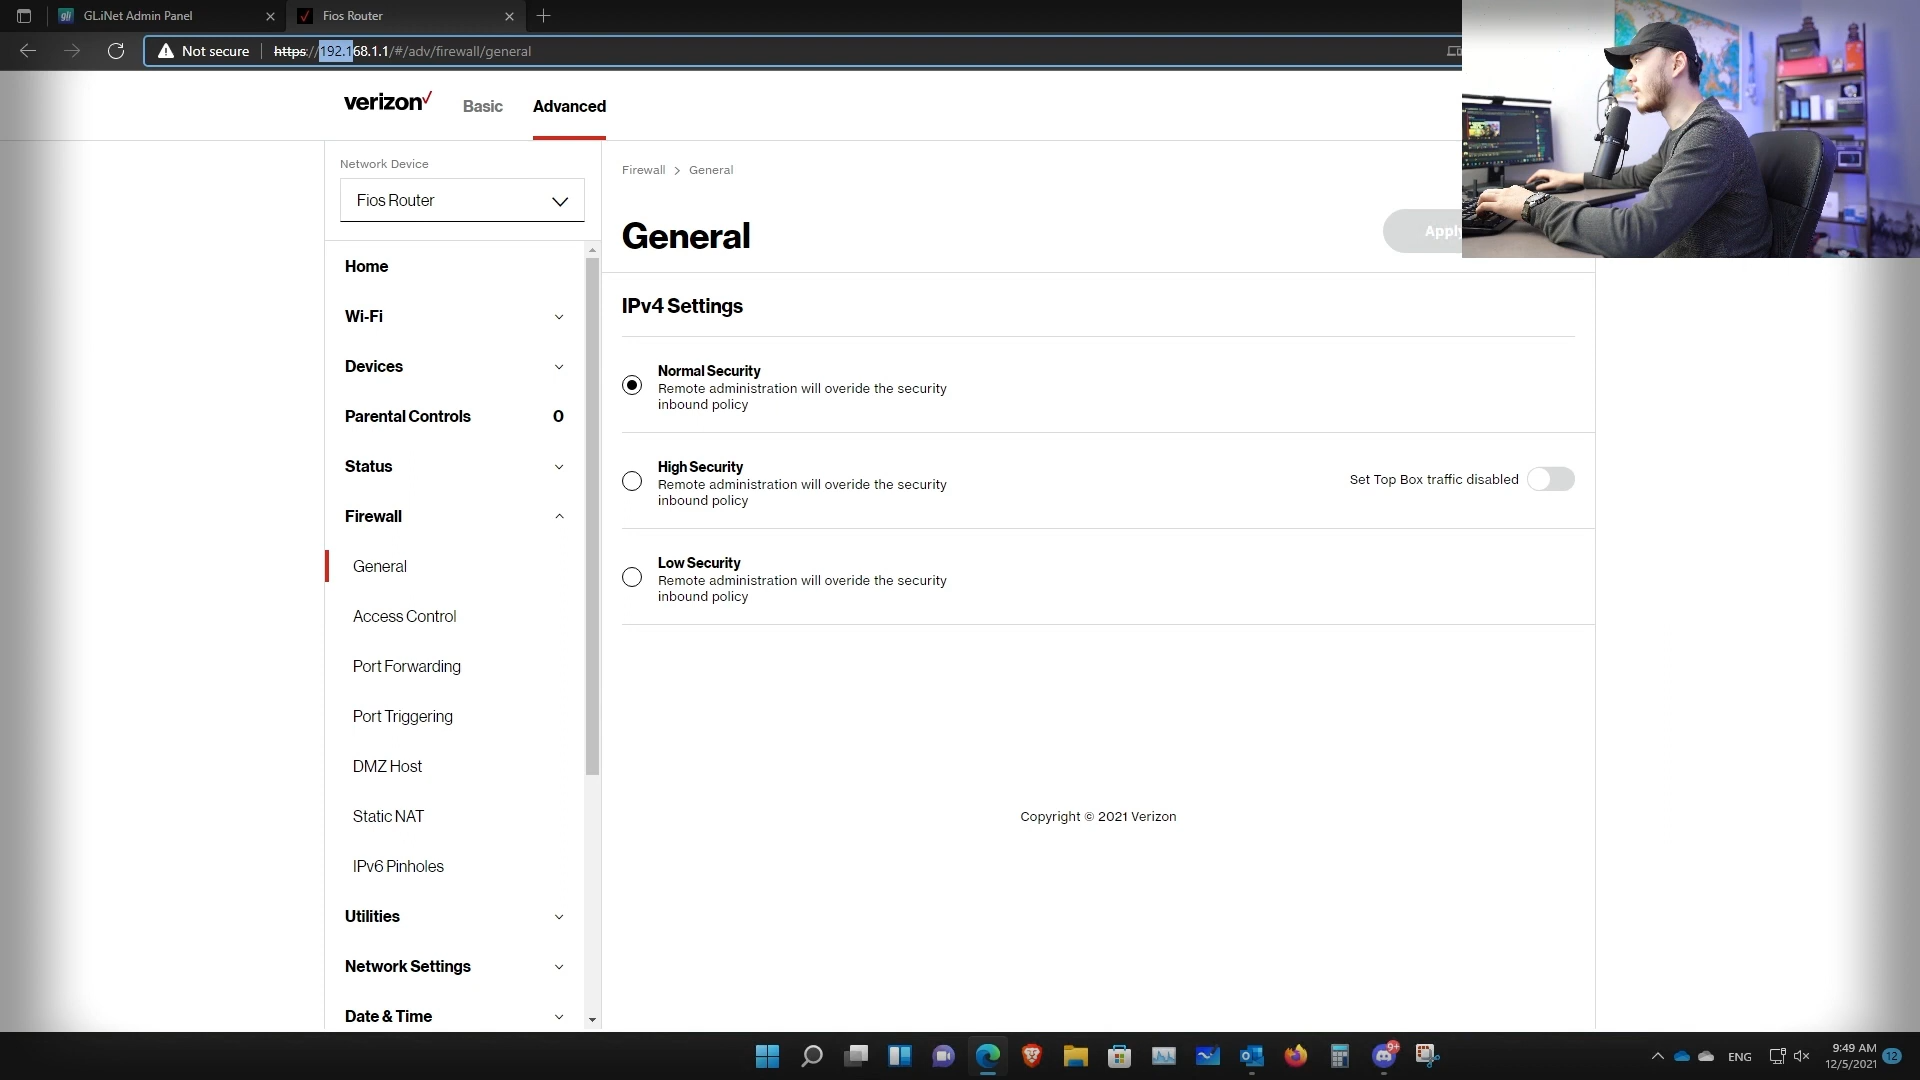 GL.iNet Admin Panel
Fios Router
Not secure
https://192.168.1.1/#/adv/firewall/general
verizon
Basic
Advanced
Network Device
Fios Router
Firewall > General
General
Apply
Home
Wi-Fi
Devices
Parental Controls 0
Status
Firewall
General
Access Control
Port Forwarding
Port Triggering
DMZ Host
Static NAT
IPv6 Pinholes
Utilities
Network Settings
Date & Time
IPv4 Settings
Normal Security
Remote administration will overide the security
inbound policy
High Security
Remote administration will overide the security
inbound policy
Set Top Box traffic disabled
Low Security
Remote administration will overide the security
inbound policy
Copyright © 2021 Verizon
9+
ENG
9:49 AM
12/5/2021
12